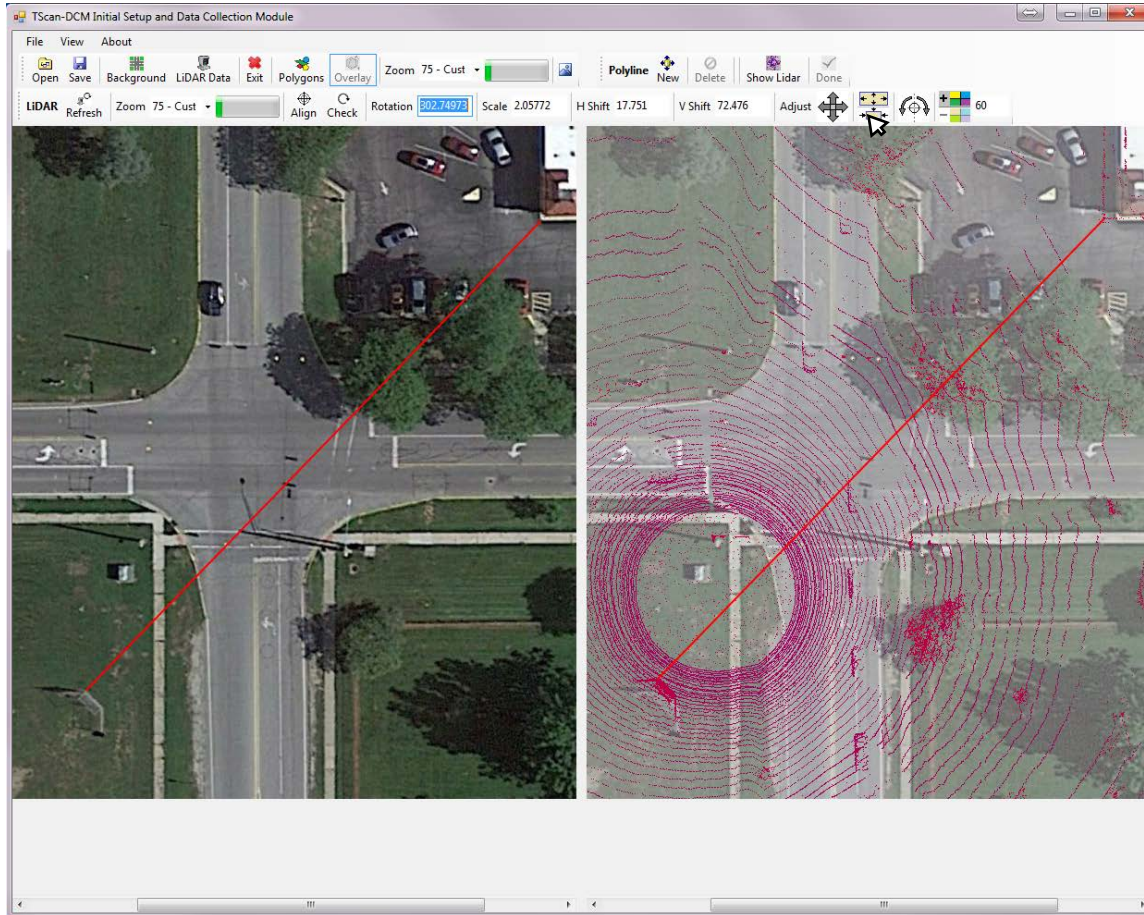 TScan-DCM Initial Setup and Data Collection Module
File View About
Open Save Background LiDAR Data Exit Polygons Overlay Zoom 75 - Cust Polyline New Delete Show Lidar Done
LiDAR Refresh Zoom 75 - Cust Align Check Rotation 302.74973 Scale 2.05772 H Shift 17.751 V Shift 72.476 Adjust 60